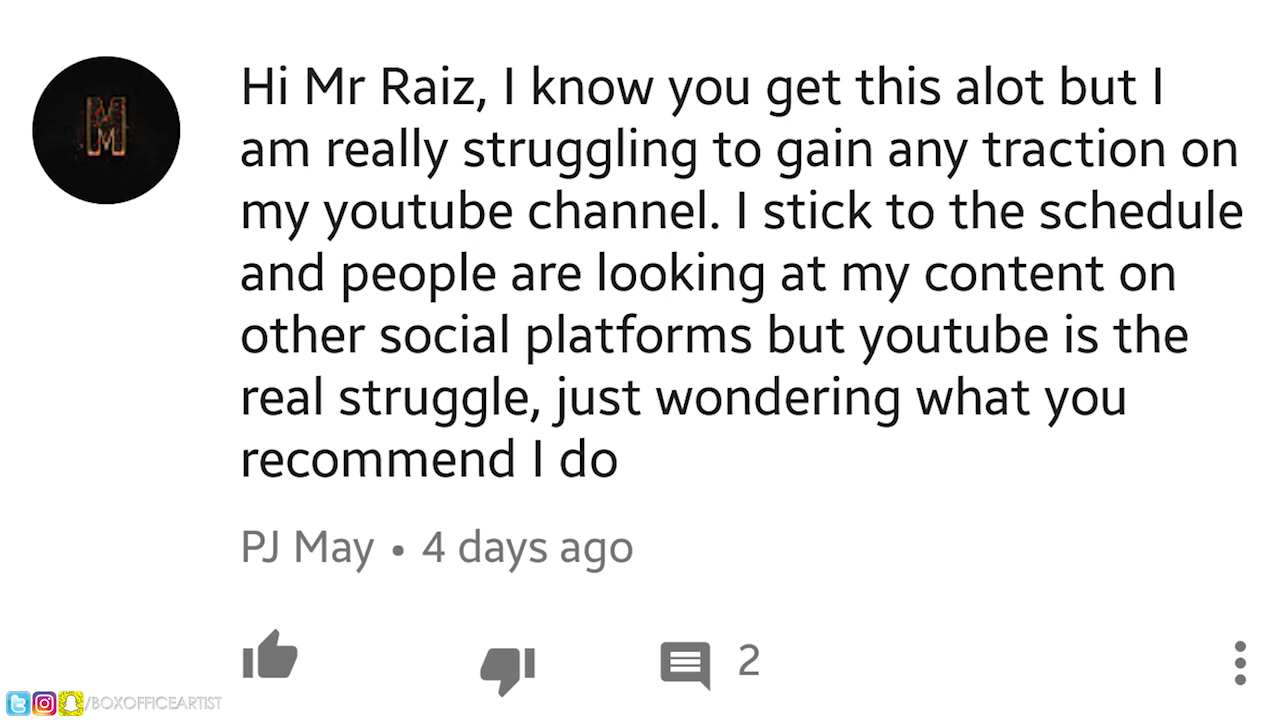 M
Hi Mr Raiz, I know you get this alot but I
am really struggling to gain any traction on
my youtube channel. I stick to the schedule
and people are looking at my content on
other social platforms but youtube is the
real struggle, just wondering what you
recommend I do
PJ May • 4 days ago
2
/BOXOFFICEARTIST